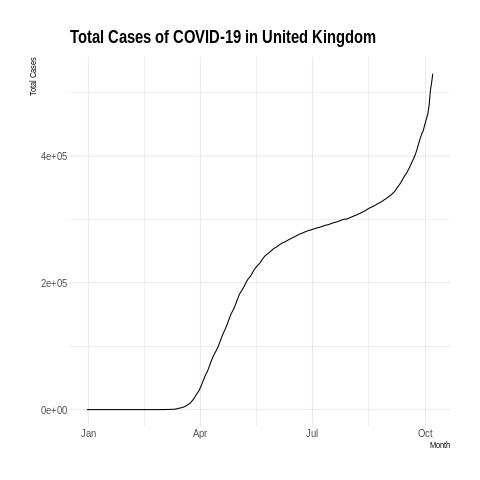 Total Cases of COVID-19 in United Kingdom
Total Cases
4e+05
2e+05
0e+00
Jan Apr Jul Oct
Month